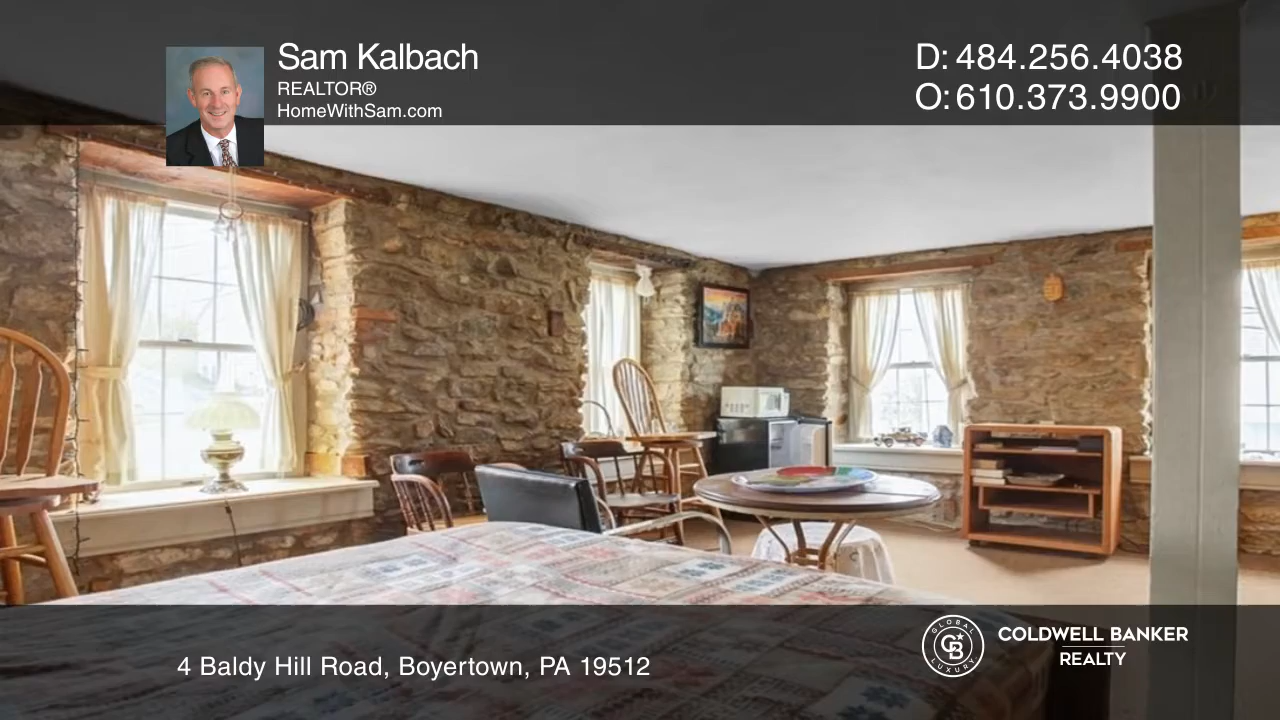 Sam Kalbach
REALTOR®
HomeWithSam.com
D: 484.256.4038
O: 610.373.9900
4 Baldy Hill Road, Boyertown, PA 19512
GLOBAL
CB
LUXURY
COLDWELL BANKER
REALTY